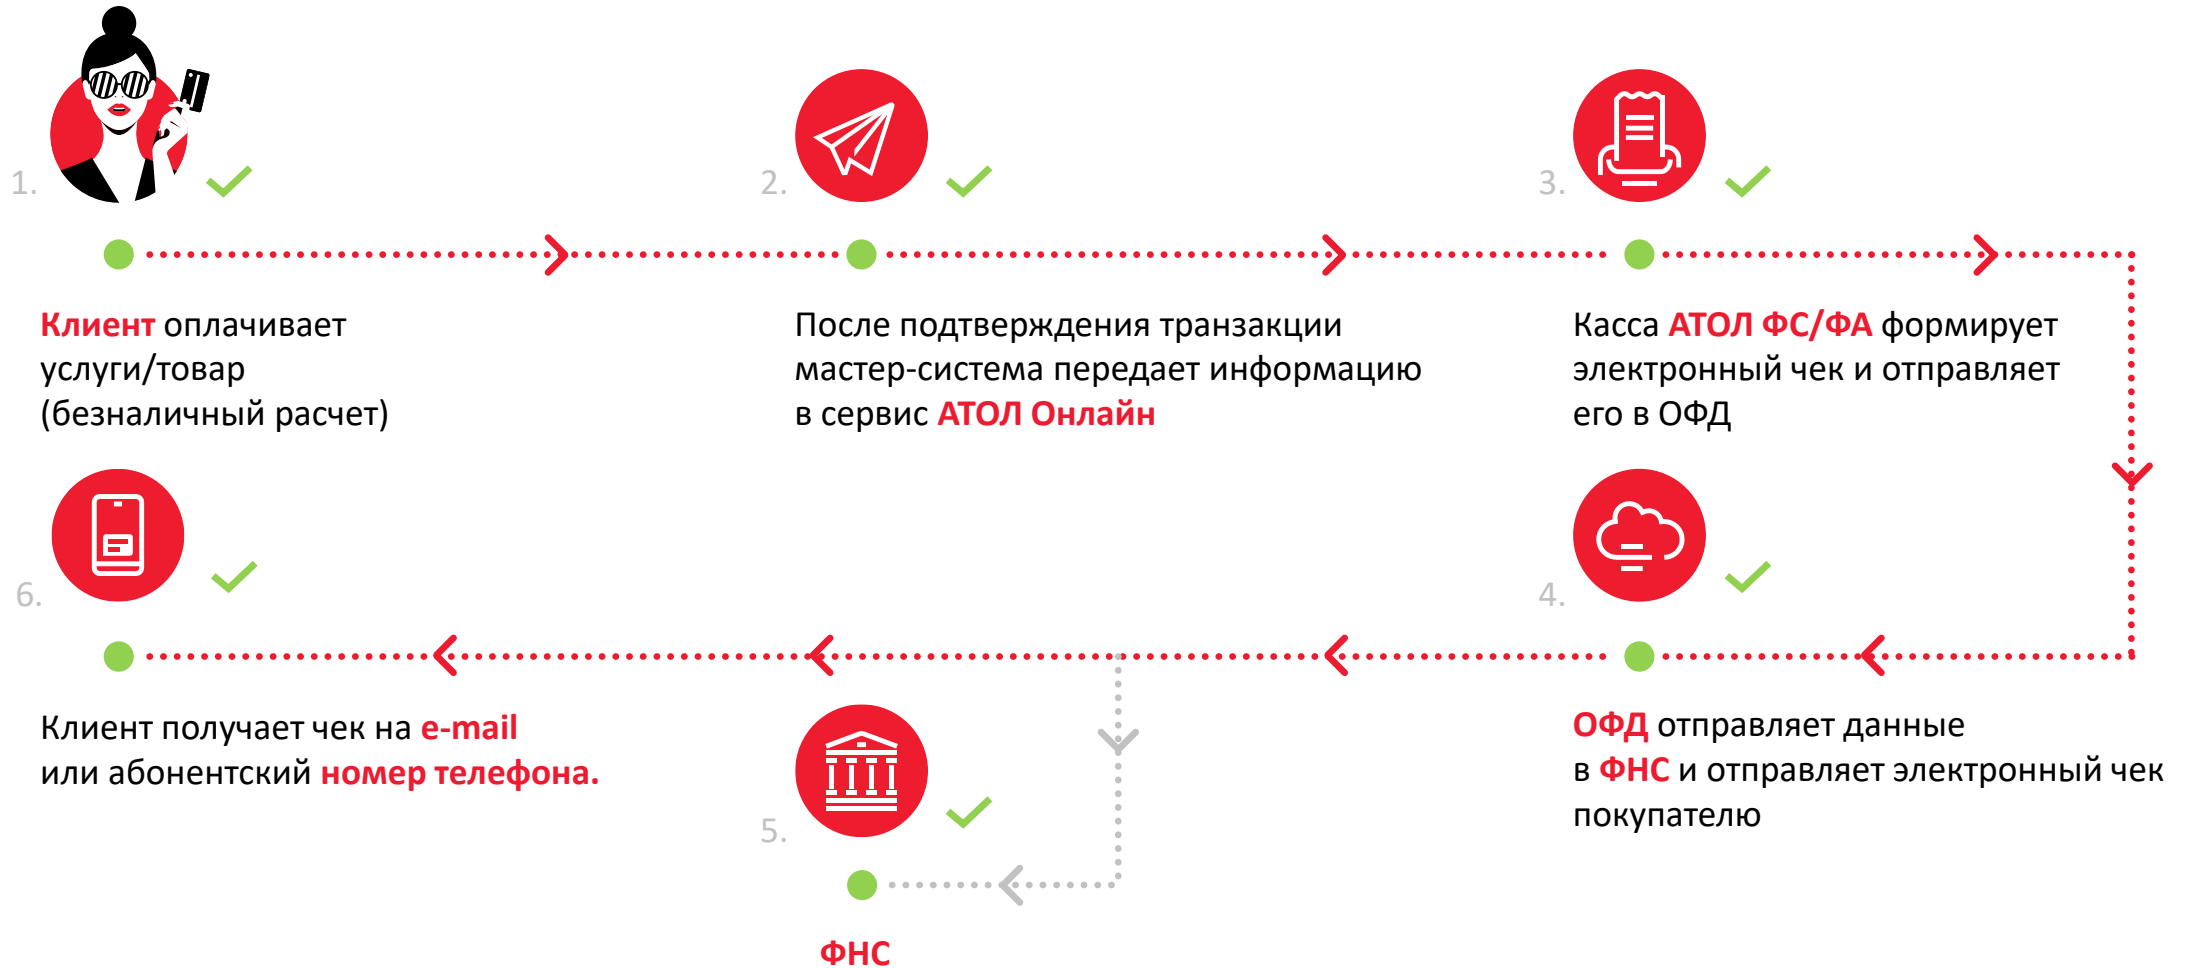 1.
Клиент оплачивает
услуги/товар
(безналичный расчет)
2.
После подтверждения транзакции
мастер-система передает информацию
в сервис АТОЛ Онлайн
3.
Касса АТОЛ ФС/ФА формирует
электронный чек и отправляет
его в ОФД
4.
ОФД отправляет данные
в ФНС и отправляет электронный чек
покупателю
5.
ФНС
6.
Клиент получает чек на e-mail
или абонентский номер телефона.